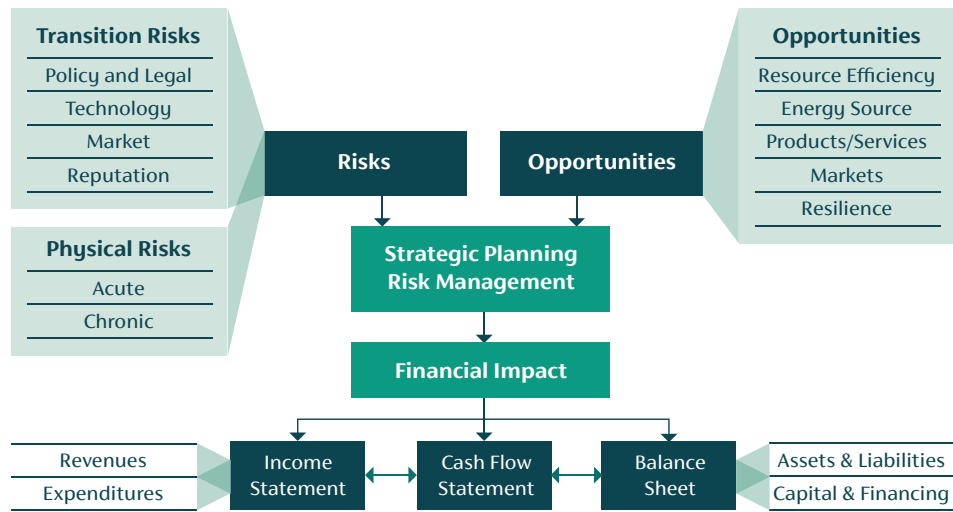 Transition Risks
Policy and Legal
Technology
Market
Reputation
Physical Risks
Acute
Chronic
Risks
Opportunities
Opportunities
Resource Efficiency
Energy Source
Products/Services
Markets
Resilience
Strategic Planning
Risk Management
Financial Impact
Revenues
Expenditures
Income
Statement
Cash Flow
Statement
Balance
Sheet
Assets & Liabilities
Capital & Financing